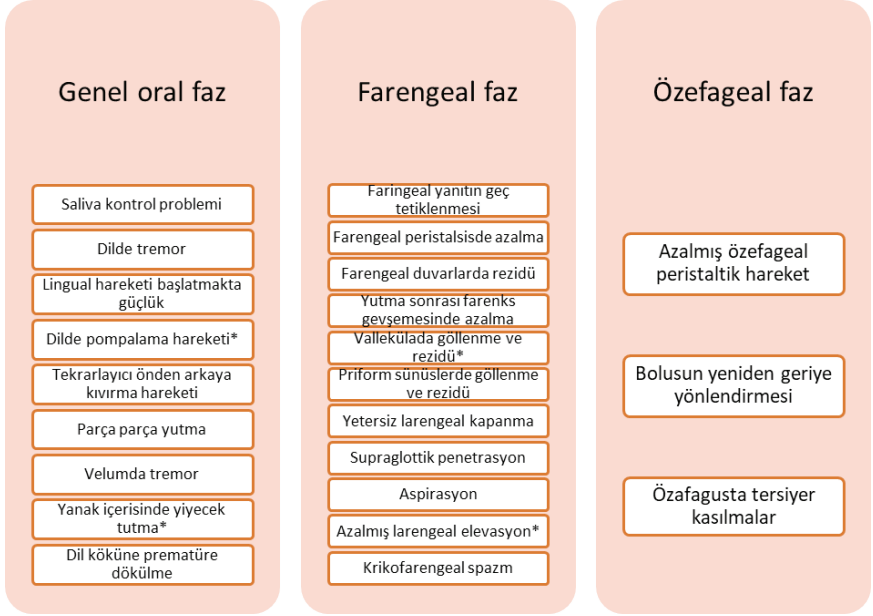 Genel oral faz
Saliva kontrol problemi
Dilde tremor
Lingual hareketi başlatmakta
güçlük
Dilde pompalama hareketi*
Tekrarlayıcı önden arkaya
kıvırma hareketi
Parça parça yutma
Velumda tremor
Yanak içerisinde yiyecek
tutma*
Dil köküne prematüre
dökülme
Farengeal faz
Faringeal yanıtın geç
tetiklenmesi
Farengeal peristalsisde azalma
Farengeal duvarlarda rezidü
Yutma sonrası farenks
gevşemesinde azalma
Vallekülada göllenme ve
rezidü*
Priform sünüslerde göllenme
ve rezidü
Yetersiz larengeal kapanma
Supraglottik penetrasyon
Aspirasyon
Azalmış larengeal elevasyon*
Krikofarengeal spazm
Özefageal faz
Azalmış özefageal
peristaltik hareket
Bolusun yeniden geriye
yönlendirmesi
Özafagusta tersiyer
kasılmalar